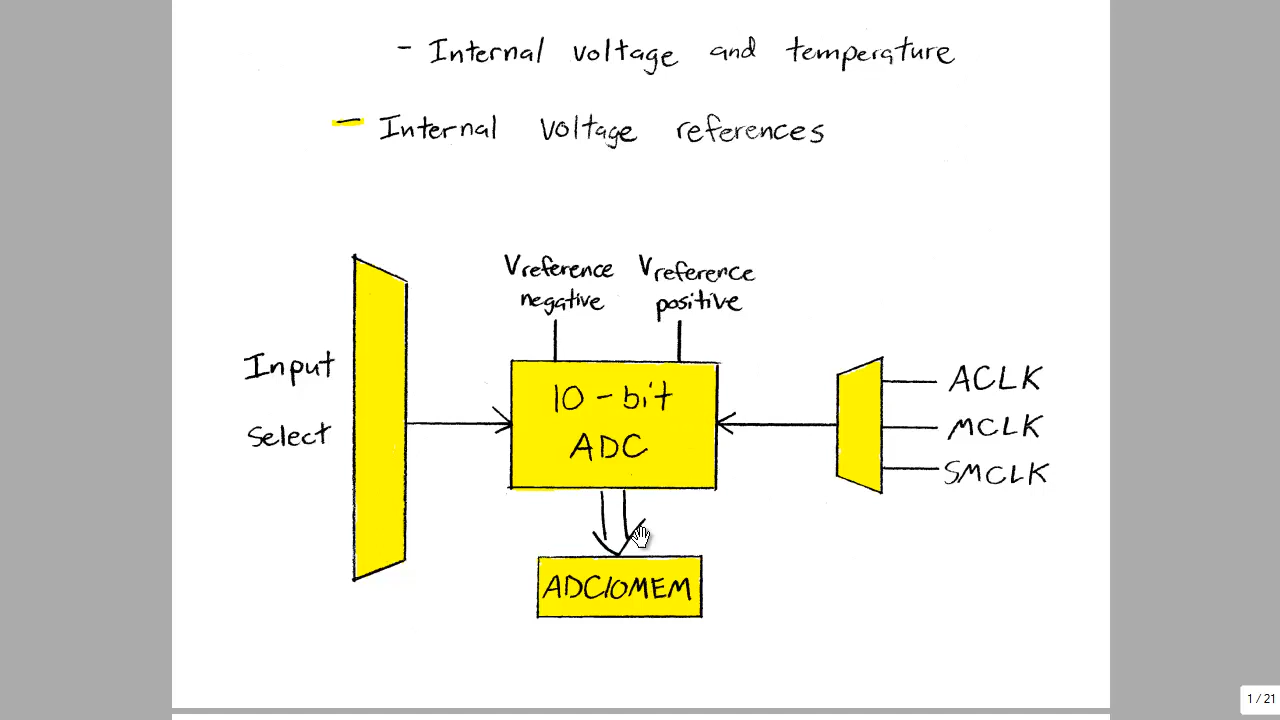 - Internal voltage and temperature
- Internal voltage references
Vreference negative
Vreference positive
Input Select
10-bit ADC
ACLK
MCLK
SMCLK
ADC10MEM
1 / 21